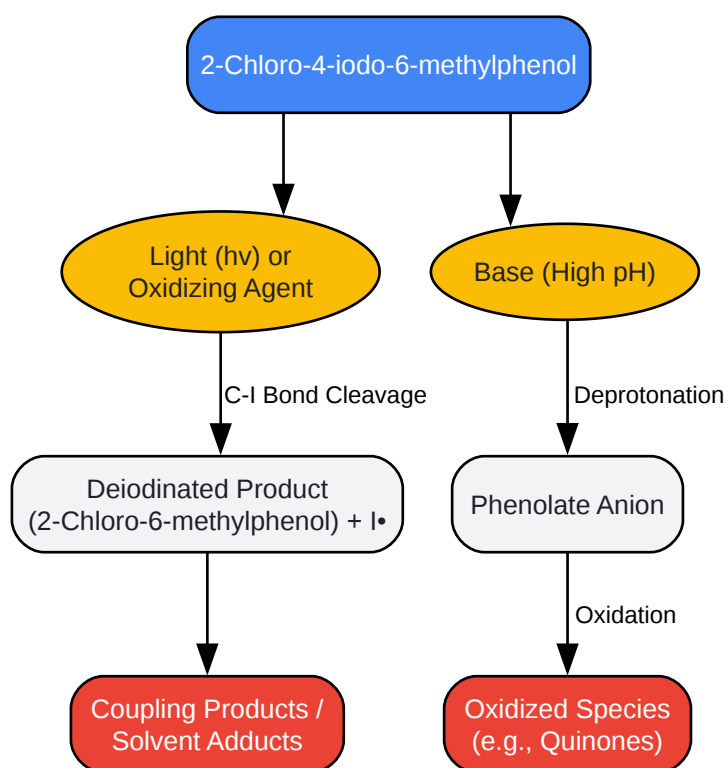 2-Chloro-4-iodo-6-methylphenol
Light (hv) or
Oxidizing Agent
Base (High pH)
C-I Bond Cleavage
Deprotonation
Deiodinated Product
(2-Chloro-6-methylphenol) + I•
Phenolate Anion
Oxidation
Coupling Products /
Solvent Adducts
Oxidized Species
(e.g., Quinones)